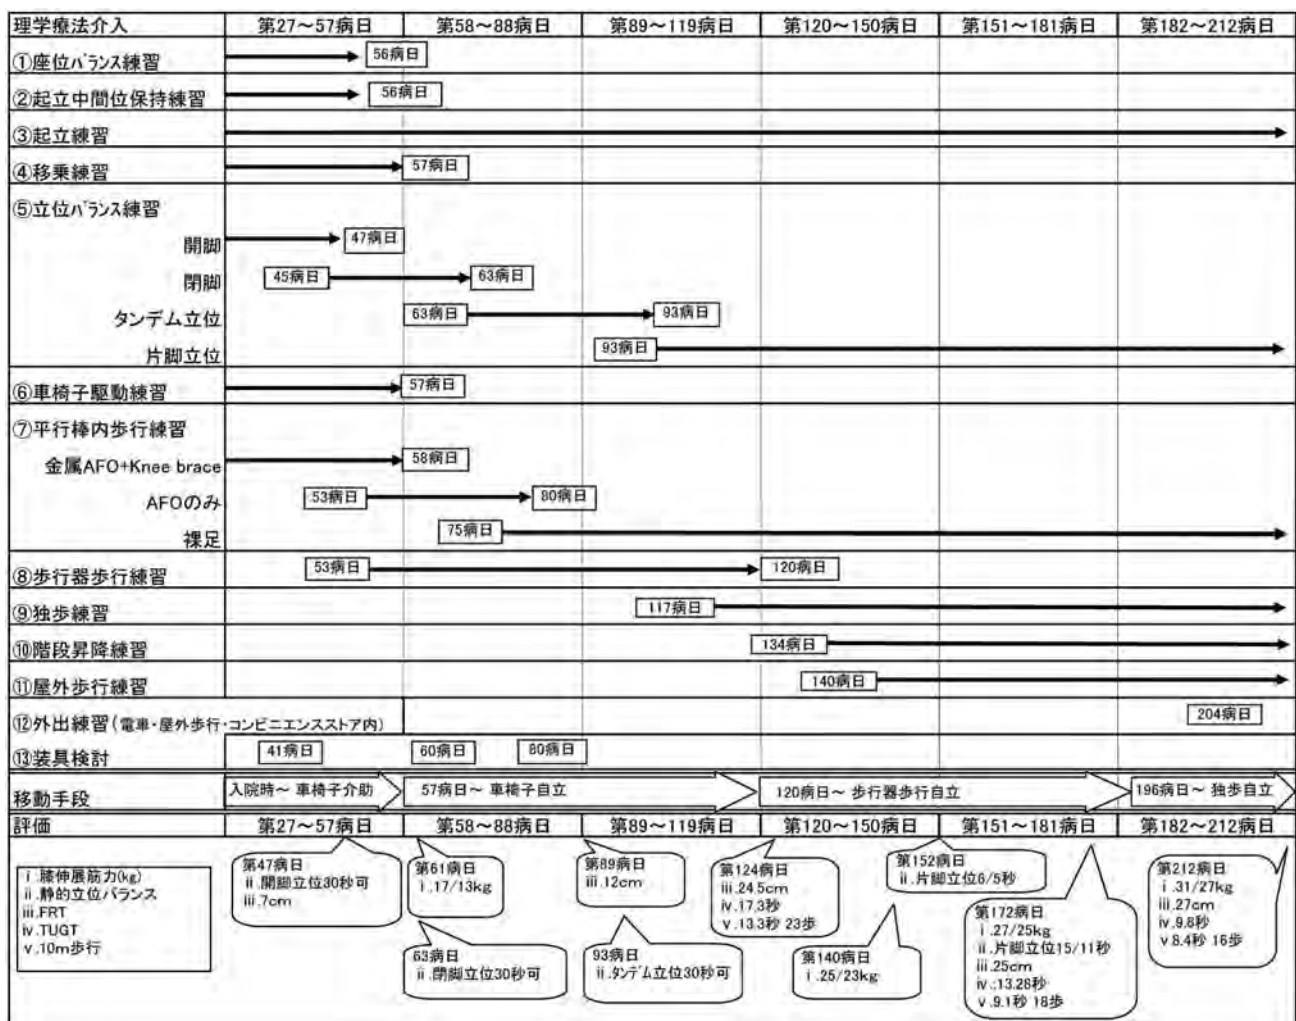 理学療法介入 第27～57病日 第58～88病日 第89～119病日 第120～150病日 第151～181病日 第182～212病日
①座位バランス練習 56病日
②起立中間位保持練習 56病日
③起立練習
④移乗練習 57病日
⑤立位バランス練習
開脚 47病日
閉脚 45病日 63病日
タンデム立位 63病日 93病日
片脚立位 93病日
⑥車椅子駆動練習 57病日
⑦平行棒内歩行練習
金属AFO+Knee brace 58病日
AFOのみ 53病日 80病日
裸足 75病日
⑧歩行器歩行練習 53病日 120病日
⑨独歩練習 117病日
⑩階段昇降練習 134病日
⑪屋外歩行練習 140病日
⑫外出練習(電車・屋外歩行・コンビニエンスストア内) 204病日
⑬装具検討 41病日 60病日 80病日
移動手段 入院時～ 車椅子介助 57病日～ 車椅子自立 120病日～ 歩行器歩行自立 196病日～ 独歩自立
評価 第27～57病日 第58～88病日 第89～119病日 第120～150病日 第151～181病日 第182～212病日
ⅰ.膝伸展筋力(kg)
ⅱ.静的立位バランス
ⅲ.FRT
ⅳ.TUGT
ⅴ.10m歩行
第47病日
ⅱ.開脚立位30秒可
ⅲ.7cm
第61病日
ⅰ.17/13kg
63病日
ⅱ.閉脚立位30秒可
第89病日
ⅲ.12cm
93病日
ⅱ.タンデム立位30秒可
第124病日
ⅲ.24.5cm
ⅳ.17.3秒
ⅴ.13.3秒 23歩
第140病日
ⅰ.25/23kg
第152病日
ⅱ.片脚立位6/5秒
第172病日
ⅰ.27/25kg
ⅱ.片脚立位15/11秒
ⅲ.25cm
ⅳ.:13.28秒
ⅴ.9.1秒 18歩
第212病日
ⅰ.31/27kg
ⅲ.27cm
ⅳ.9.8秒
ⅴ8.4秒 16歩